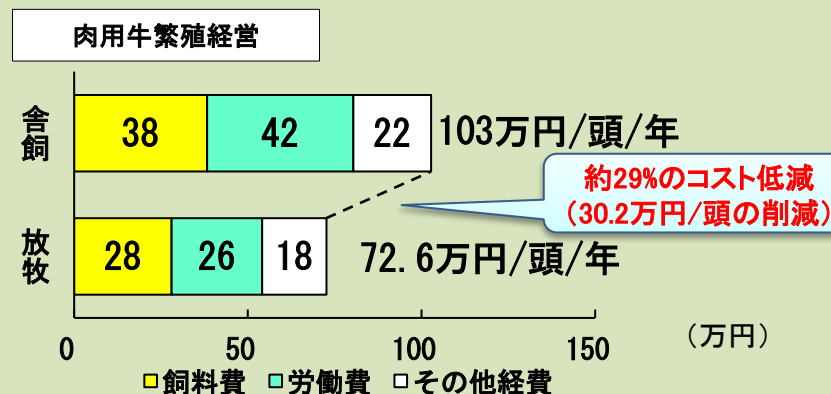 肉用牛繁殖経営
舎飼
38 42 22 103万円/頭/年
約29%のコスト低減
（30.2万円/頭の削減）
放牧
28 26 18 72.6万円/頭/年
0 50 100 150 （万円）
飼料費 労働費 その他経費